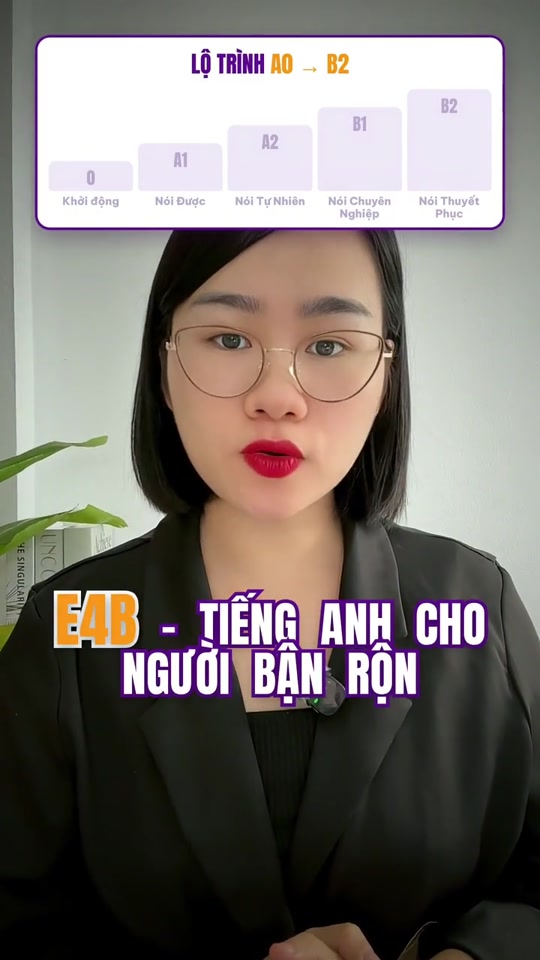 LỘ TRÌNH A0 → B2
0
A1
A2
B1
B2
Khởi động
Nói Được
Nói Tự Nhiên
Nói Chuyên
Nghiệp
Nói Thuyết
Phục
E4B - TIẾNG ANH CHO
NGƯỜI BẬN RỘN